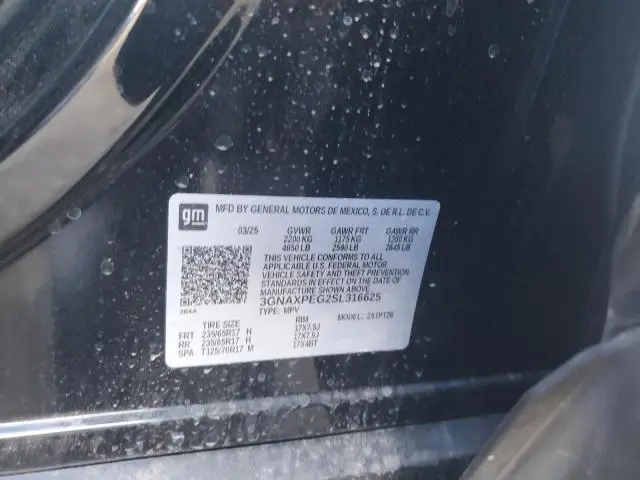 gm
MFD BY GENERAL MOTORS DE MEXICO, S. DE R.L. DE C.V.
03/25 GVWR GAWR FRT GAWR RR
2200 KG 1175 KG 1200 KG
4850 LB 2590 LB 2645 LB
THIS VEHICLE CONFORMS TO ALL
APPLICABLE U.S. FEDERAL MOTOR
VEHICLE SAFETY AND THEFT
PREVENTION STANDARDS IN EFFECT ON
THE DATE OF
MANUFACTURE SHOWN ABOVE.
3GNAXPEG2SL316625
TYPE: MPV MODEL: 251PT26
TIRE SIZE RIM
FRT 235/65R17 H 17X7.5J
RR 235/65R17 H 17X7.5J
SPA T125/70R17 M 17X4BT